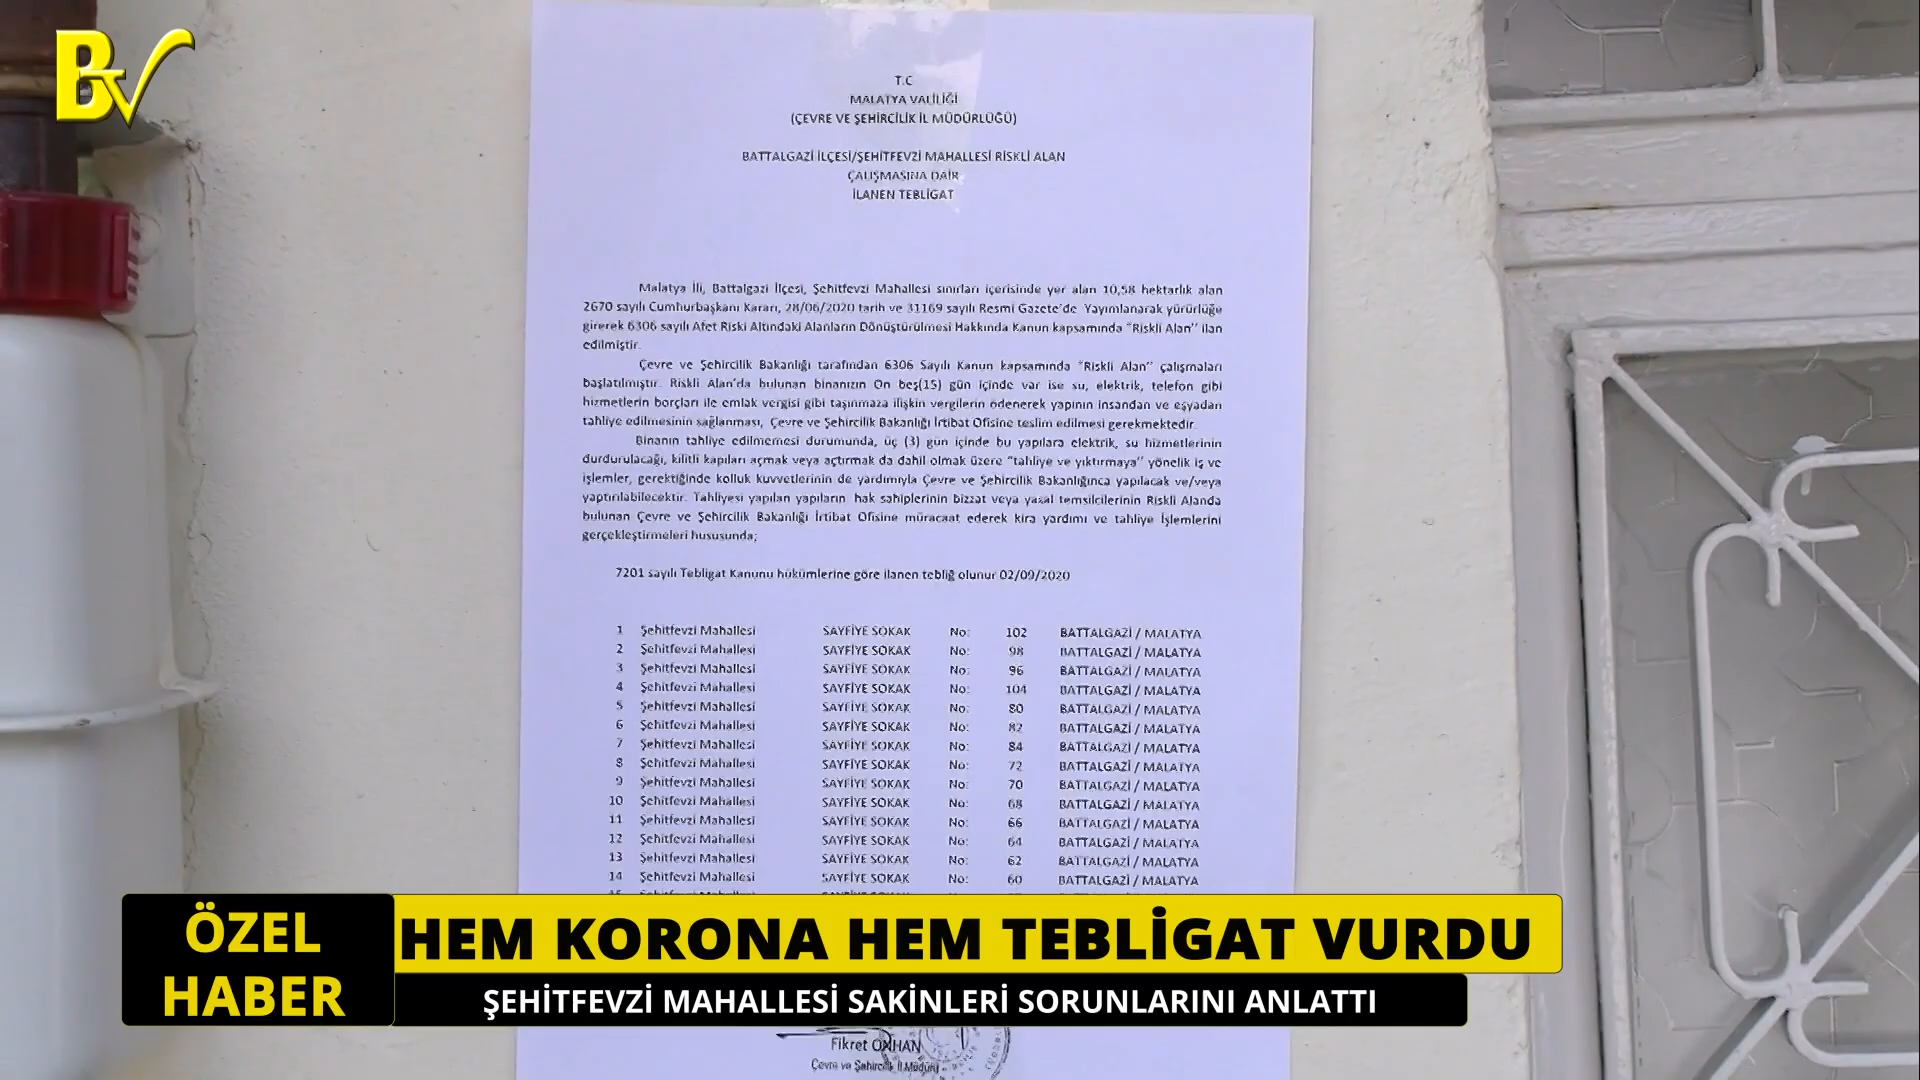 BTV
T.C
MALATYA VALİLİĞİ
(ÇEVRE VE ŞEHİRCİLİK İL MÜDÜRLÜĞÜ)
BATTALGAZİ İLÇESİ/ŞEHİTFEVZİ MAHALLESİ RİSKLİ ALAN
ÇALIŞMASINA DAİR
İLANEN TEBLİGAT
Malatya İli, Battalgazi İlçesi, Şehitfevzi Mahallesi sınırları içerisinde yer alan 10,58 hektarlık alan
2670 sayılı Cumhurbaşkanı Kararı, 28/06/2020 tarih ve 31169 sayılı Resmi Gazete'de Yayımlanarak yürürlüğe
girerek 6306 sayılı Afet Riski Altındaki Alanların Dönüştürülmesi Hakkında Kanun kapsamında "Riskli Alan" ilan
edilmiştir.
Çevre ve Şehircilik Bakanlığı tarafından 6306 Sayılı Kanun kapsamında "Riskli Alan" çalışmaları
başlatılmıştır. Riskli Alan'da bulunan binanızın On beş(15) gün içinde var ise su, elektrik, telefon gibi
hizmetlerin borçları ile emlak vergisi gibi taşınmaza ilişkin vergilerin ödenerek yapının insandan ve eşyadan
tahliye edilmesinin sağlanması, Çevre ve Şehircilik Bakanlığı İrtibat Ofisine teslim edilmesi gerekmektedir.
Binanın tahliye edilmemesi durumunda, üç (3) gün içinde bu yapılara elektrik, su hizmetlerinin
durdurulacağı, kilitli kapıları açmak veya açtırmak da dahil olmak üzere "tahliye ve yıktırmaya" yönelik iş ve
işlemler, gerektiğinde kolluk kuvvetlerinin de yardımıyla Çevre ve Şehircilik Bakanlığınca yapılacak ve/veya
yaptırılabilecektir. Tahliyesi yapılan yapıların hak sahiplerinin bizzat veya yasal temsilcilerinin Riskli Alanda
bulunan Çevre ve Şehircilik Bakanlığı İrtibat Ofisine müracaat ederek kira yardımı ve tahliye İşlemlerini
gerçekleştirmeleri hususunda;
7201 sayılı Tebligat Kanunu hükümlerine göre ilanen tebliğ olunur 02/09/2020
1 Şehitfevzi Mahallesi SAYFİYE SOKAK No: 102 BATTALGAZİ / MALATYA
2 Şehitfevzi Mahallesi SAYFİYE SOKAK No: 98 BATTALGAZİ / MALATYA
3 Şehitfevzi Mahallesi SAYFİYE SOKAK No: 96 BATTALGAZİ / MALATYA
4 Şehitfevzi Mahallesi SAYFİYE SOKAK No: 104 BATTALGAZİ / MALATYA
5 Şehitfevzi Mahallesi SAYFİYE SOKAK No: 80 BATTALGAZİ / MALATYA
6 Şehitfevzi Mahallesi SAYFİYE SOKAK No: 82 BATTALGAZİ / MALATYA
7 Şehitfevzi Mahallesi SAYFİYE SOKAK No: 84 BATTALGAZİ / MALATYA
8 Şehitfevzi Mahallesi SAYFİYE SOKAK No: 72 BATTALGAZİ / MALATYA
9 Şehitfevzi Mahallesi SAYFİYE SOKAK No: 70 BATTALGAZİ / MALATYA
10 Şehitfevzi Mahallesi SAYFİYE SOKAK No: 68 BATTALGAZİ / MALATYA
11 Şehitfevzi Mahallesi SAYFİYE SOKAK No: 66 BATTALGAZİ / MALATYA
12 Şehitfevzi Mahallesi SAYFİYE SOKAK No: 64 BATTALGAZİ / MALATYA
13 Şehitfevzi Mahallesi SAYFİYE SOKAK No: 62 BATTALGAZİ / MALATYA
14 Şehitfevzi Mahallesi SAYFİYE SOKAK No: 60 BATTALGAZİ / MALATYA
ÖZEL
HABER
HEM KORONA HEM TEBLİGAT VURDU
ŞEHİTFEVZİ MAHALLESİ SAKİNLERİ SORUNLARINI ANLATTI
Fikret ONHAN
Çevre ve Şehircilik İl Müdürü